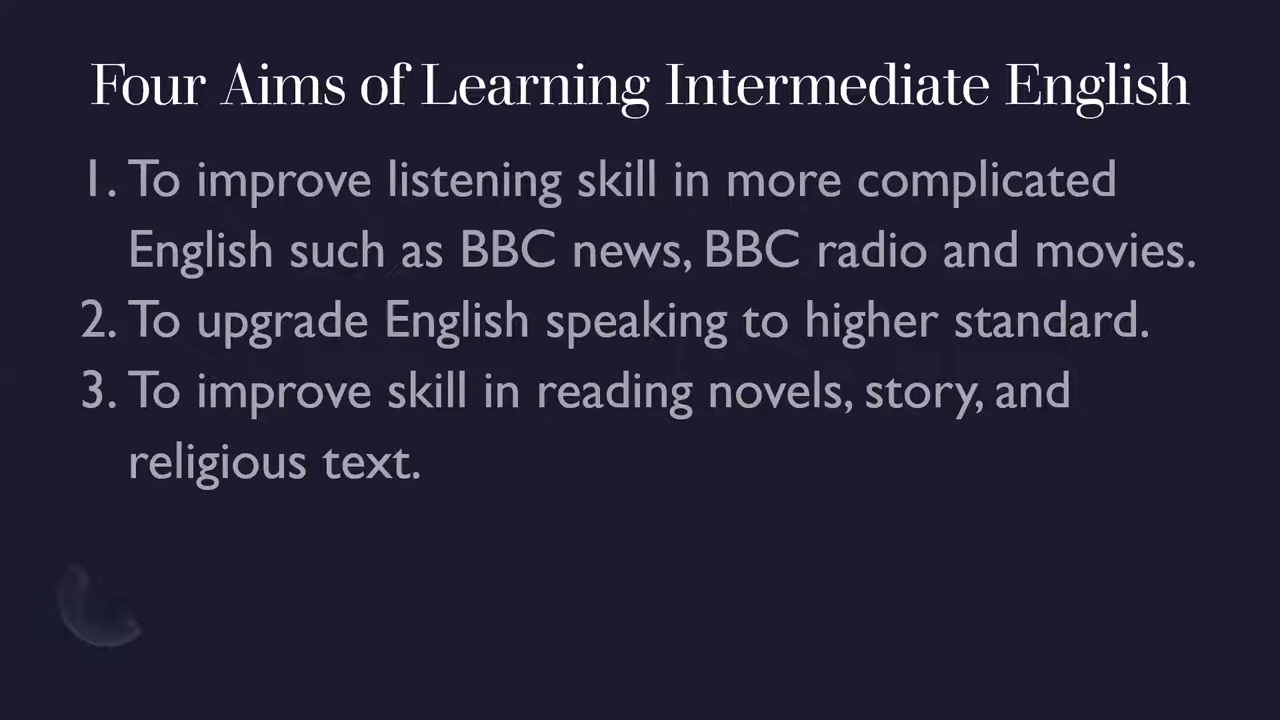 Four Aims of Learning Intermediate English
1. To improve listening skill in more complicated
English such as BBC news, BBC radio and movies.
2. To upgrade English speaking to higher standard.
3. To improve skill in reading novels, story, and
religious text.